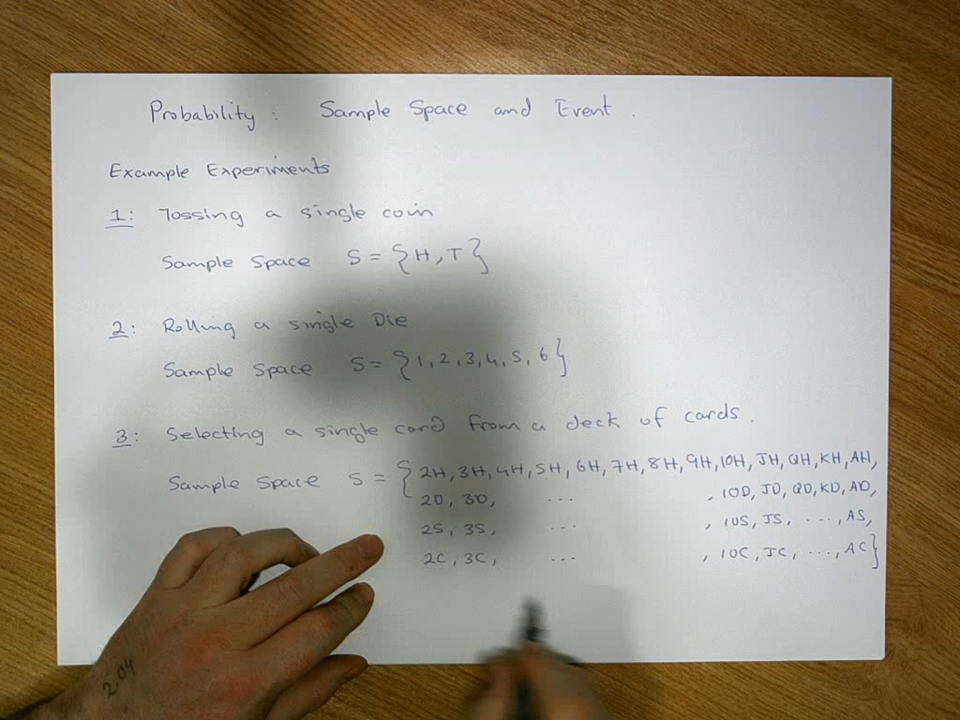 Probability : Sample Space and Event .
Example Experiments
1: Tossing a single coin
Sample Space S = {H, T}
2: Rolling a single Die
Sample Space S = {1, 2, 3, 4, 5, 6}
3: Selecting a single card from a deck of cards .
Sample Space S = {2H, 3H, 4H, 5H, 6H, 7H, 8H, 9H, 10H, JH, QH, KH, AH,
2D, 3D, ... , 10D, JD, QD, KD, AD,
2S, 3S, ... , 10S, JS, ..., AS,
2C, 3C, ... , 10C, JC, ..., AC}
2.04